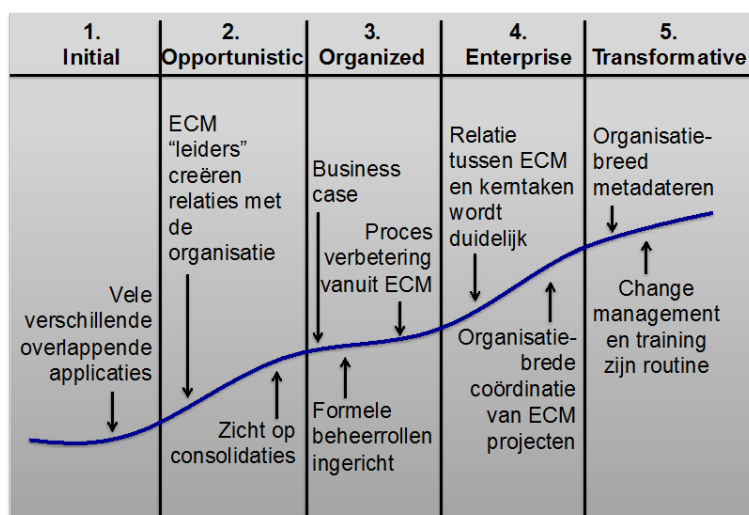 1.
Initial
2.
Opportunistic
3.
Organized
4.
Enterprise
5.
Transformative
Vele
verschillende
overlappende
applicaties
ECM
“leiders”
creëren
relaties met
de
organisatie
Zicht op
consolidaties
Business
case
Proces
verbetering
vanuit ECM
Formele
beheerrollen
ingericht
Relatie
tussen ECM
en kerntaken
wordt
duidelijk
Organisatie-
brede
coördinatie
van ECM
projecten
Organisatie-
breed
metadateren
Change
management
en training
zijn routine